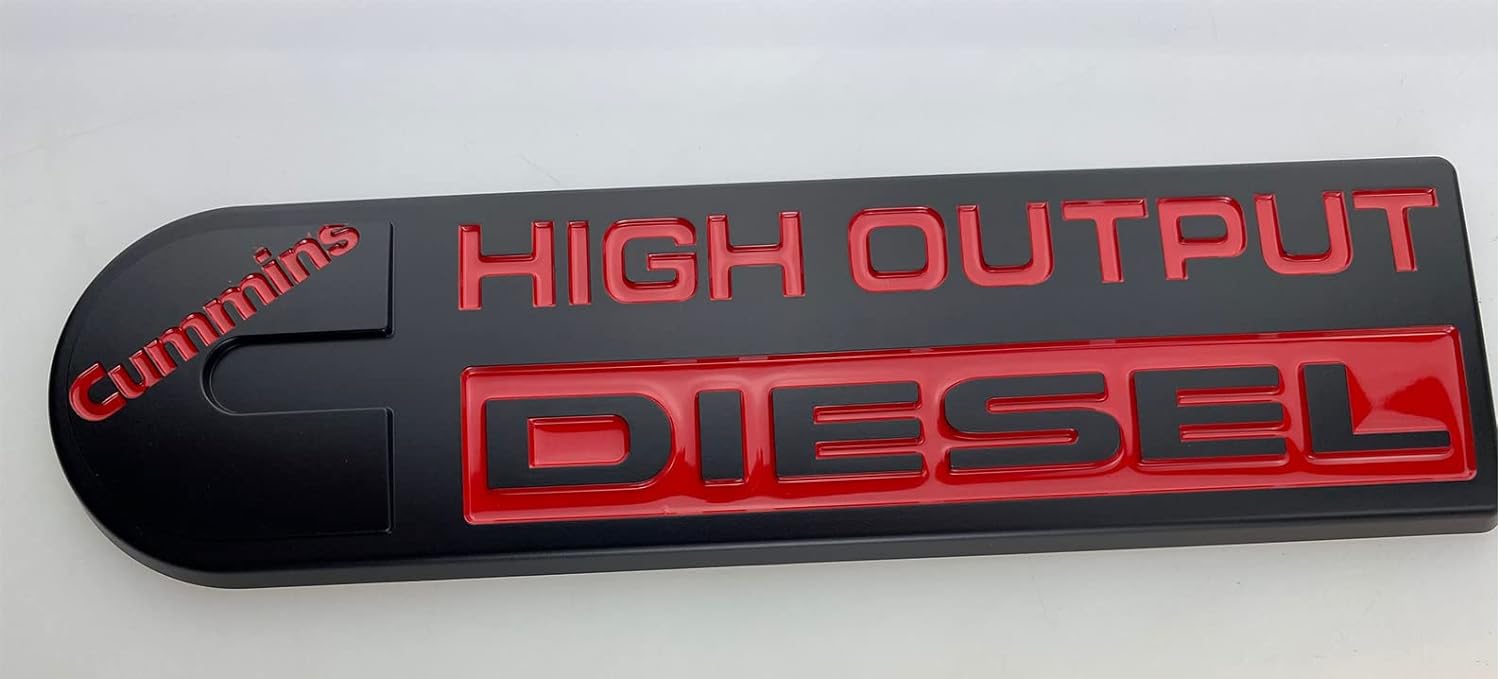 Cummins
HIGH OUTPUT
DIESEL